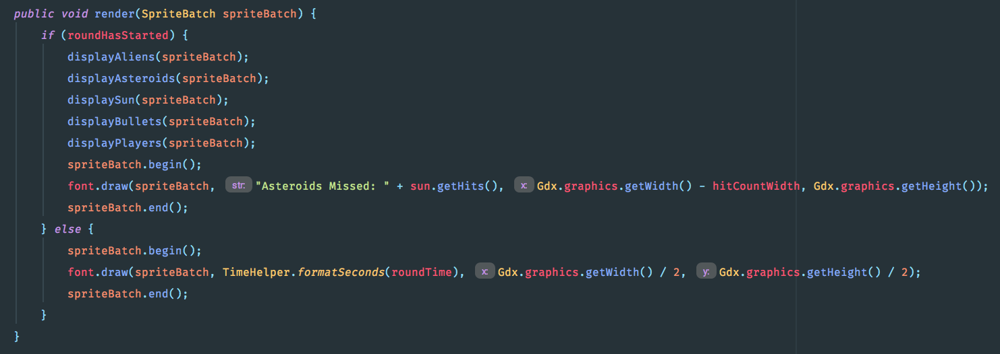 public void render(SpriteBatch spriteBatch) {
    if (roundHasStarted) {
        displayAliens(spriteBatch);
        displayAsteroids(spriteBatch);
        displaySun(spriteBatch);
        displayBullets(spriteBatch);
        displayPlayers(spriteBatch);
        spriteBatch.begin();
        font.draw(spriteBatch, str: "Asteroids Missed: " + sun.getHits(), x: Gdx.graphics.getWidth() - hitCountWidth, Gdx.graphics.getHeight());
        spriteBatch.end();
    } else {
        spriteBatch.begin();
        font.draw(spriteBatch, TimeHelper.formatSeconds(roundTime), x: Gdx.graphics.getWidth() / 2, y: Gdx.graphics.getHeight() / 2);
        spriteBatch.end();
    }
}